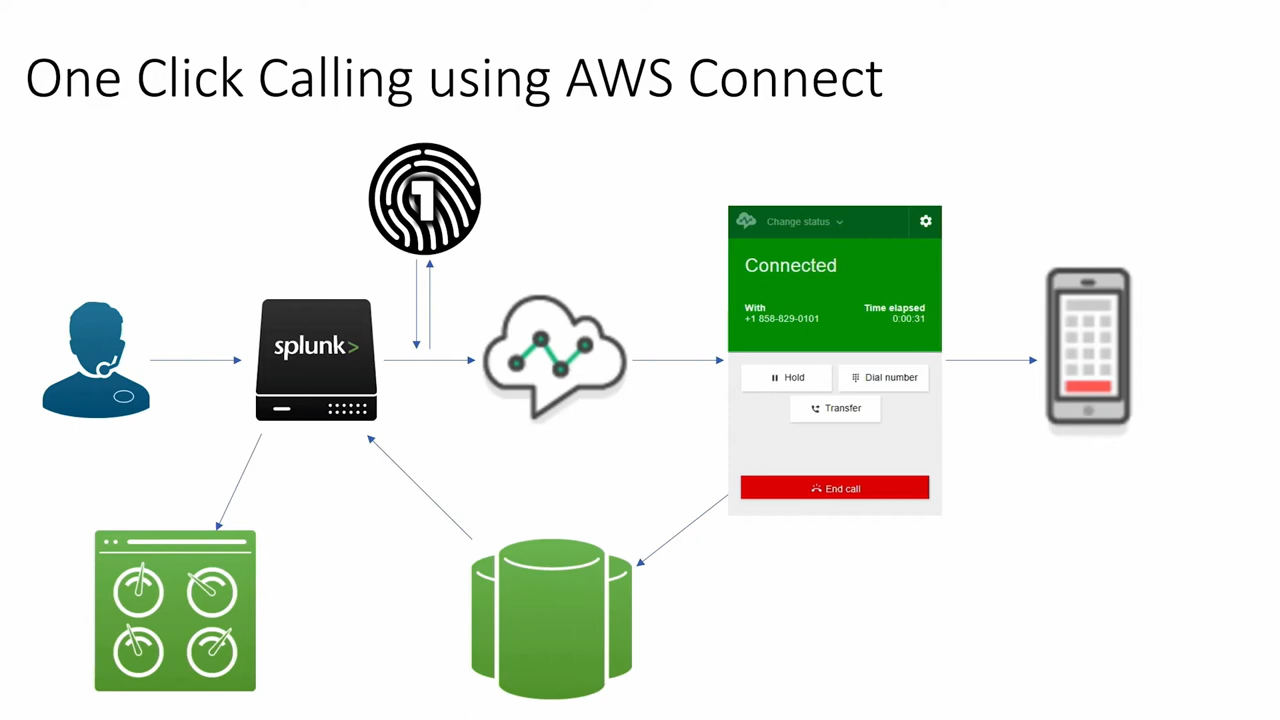 One Click Calling using AWS Connect
1
splunk>
Change status
Connected
With
Time elapsed
+1 858-829-0101
0:00:31
Hold
Dial number
Transfer
End call